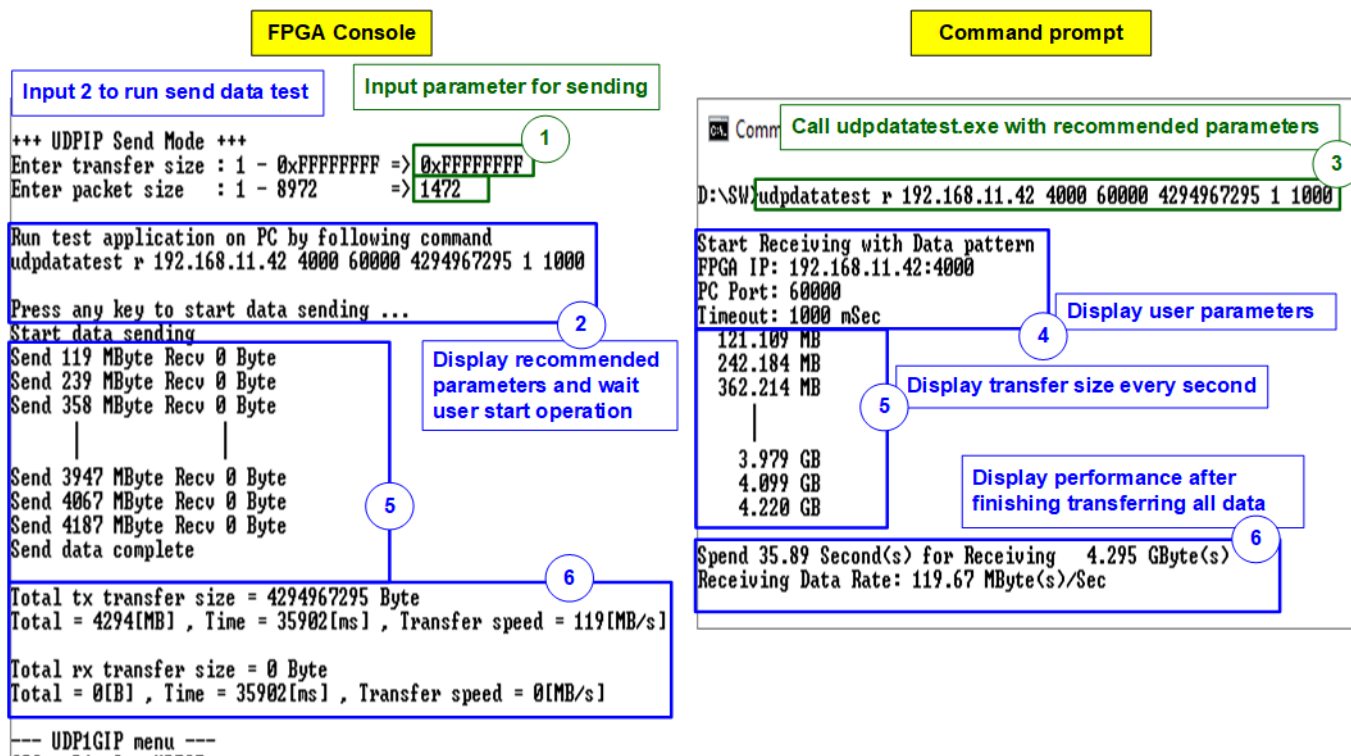 FPGA Console
Input 2 to run send data test
Input parameter for sending
1
+++ UDPIP Send Mode +++
Enter transfer size : 1 - 0xFFFFFFFF => 0xFFFFFFFF
Enter packet size : 1 - 8972 => 1472
Run test application on PC by following command
udpdatatest r 192.168.11.42 4000 60000 4294967295 1 1000
Press any key to start data sending ...
2
Display recommended
parameters and wait
user start operation
Start data sending
Send 119 MByte Recv 0 Byte
Send 239 MByte Recv 0 Byte
Send 358 MByte Recv 0 Byte
Send 3947 MByte Recv 0 Byte
Send 4067 MByte Recv 0 Byte
Send 4187 MByte Recv 0 Byte
Send data complete
5
6
Total tx transfer size = 4294967295 Byte
Total = 4294[MB] , Time = 35902[ms] , Transfer speed = 119[MB/s]
Total rx transfer size = 0 Byte
Total = 0[B] , Time = 35902[ms] , Transfer speed = 0[MB/s]
--- UDP1GIP menu ---
Command prompt
Comm
Call udpdatatest.exe with recommended parameters
3
D:\SW>udpdatatest r 192.168.11.42 4000 60000 4294967295 1 1000
Start Receiving with Data pattern
FPGA IP: 192.168.11.42:4000
PC Port: 60000
Timeout: 1000 mSec
4
Display user parameters
121.109 MB
242.184 MB
362.214 MB
3.979 GB
4.099 GB
4.220 GB
5
Display transfer size every second
Display performance after
finishing transferring all data
6
Spend 35.89 Second(s) for Receiving 4.295 GByte(s)
Receiving Data Rate: 119.67 MByte(s)/Sec